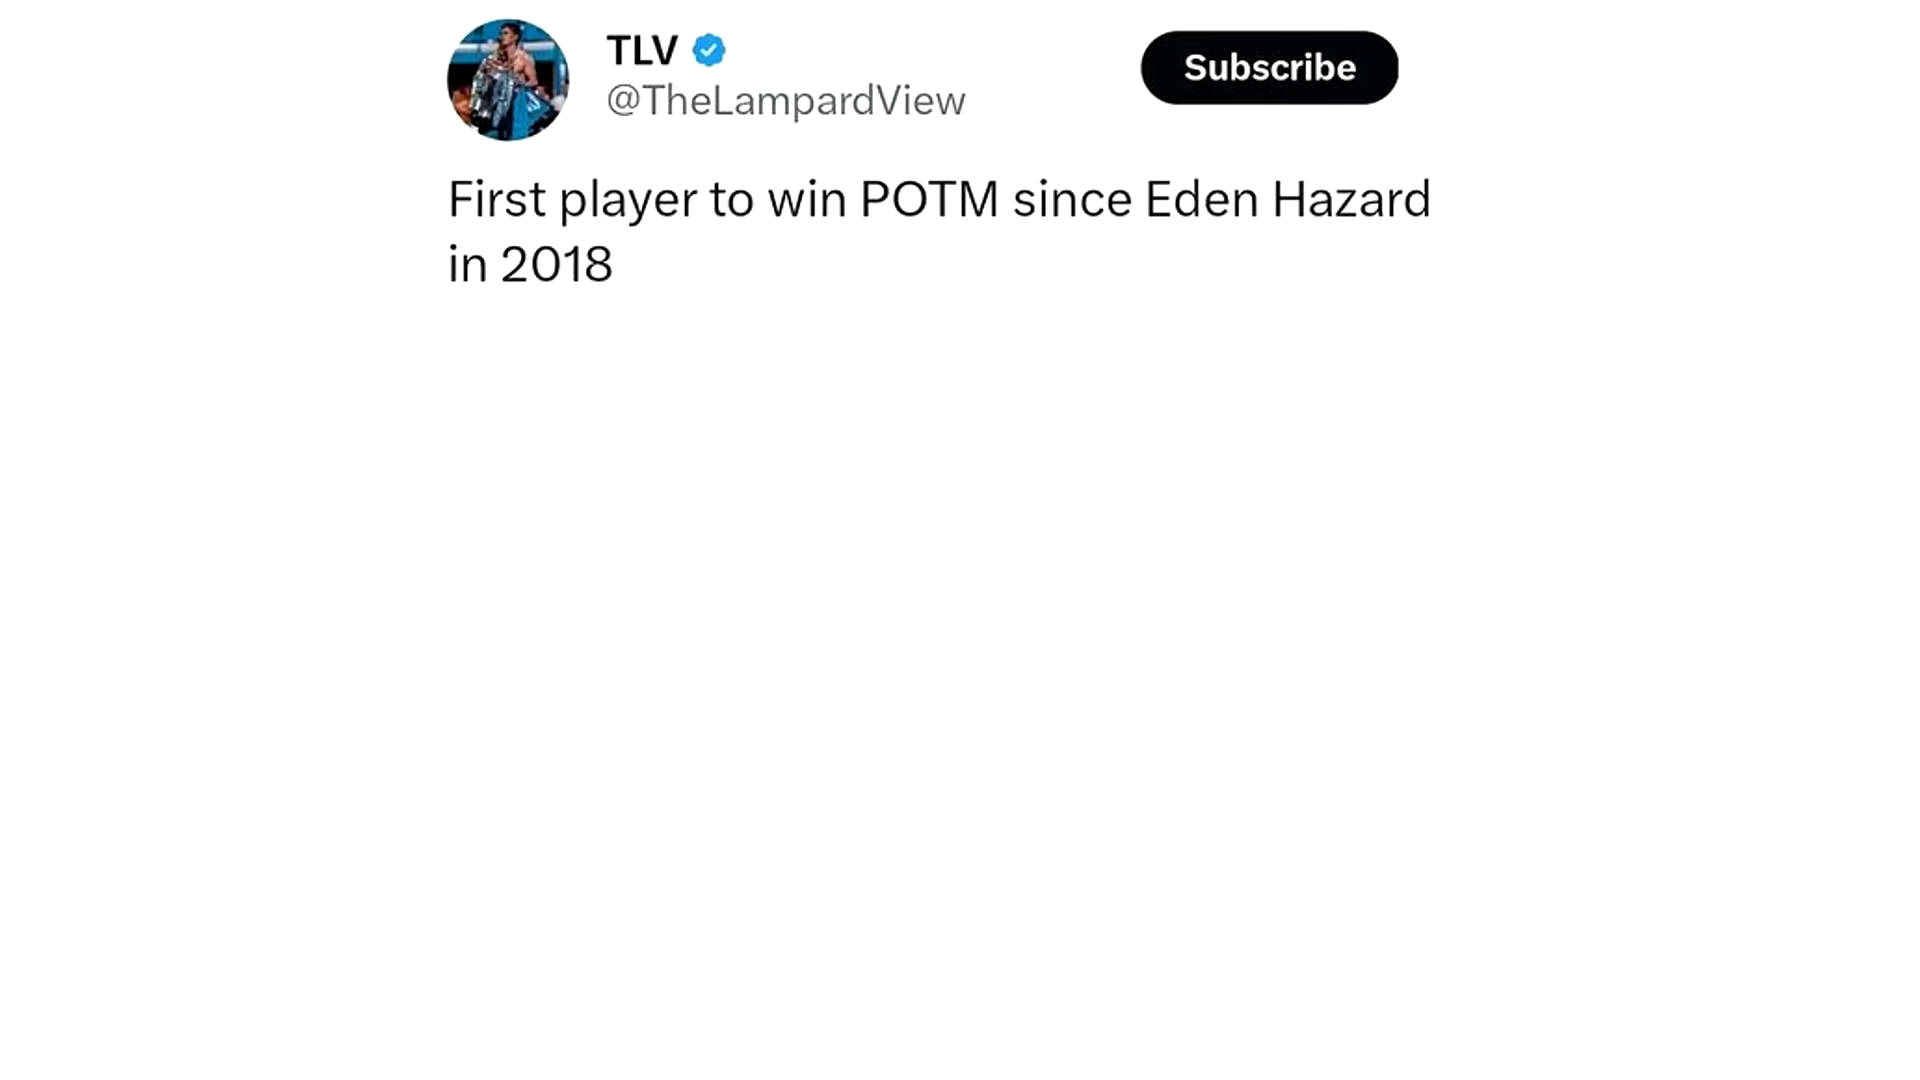 TLV
@TheLampardView
Subscribe
First player to win POTM since Eden Hazard
in 2018